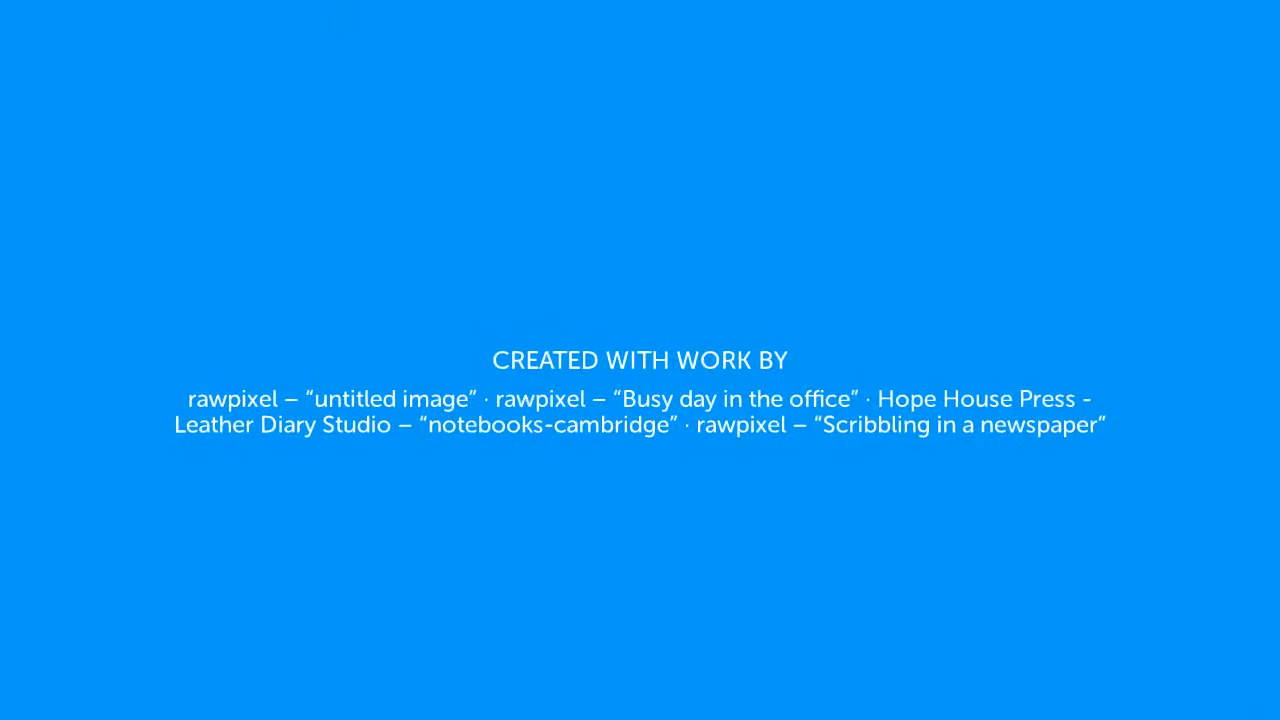 CREATED WITH WORK BY
rawpixel – “untitled image” · rawpixel – “Busy day in the office” · Hope House Press -
Leather Diary Studio – “notebooks-cambridge” · rawpixel – “Scribbling in a newspaper”